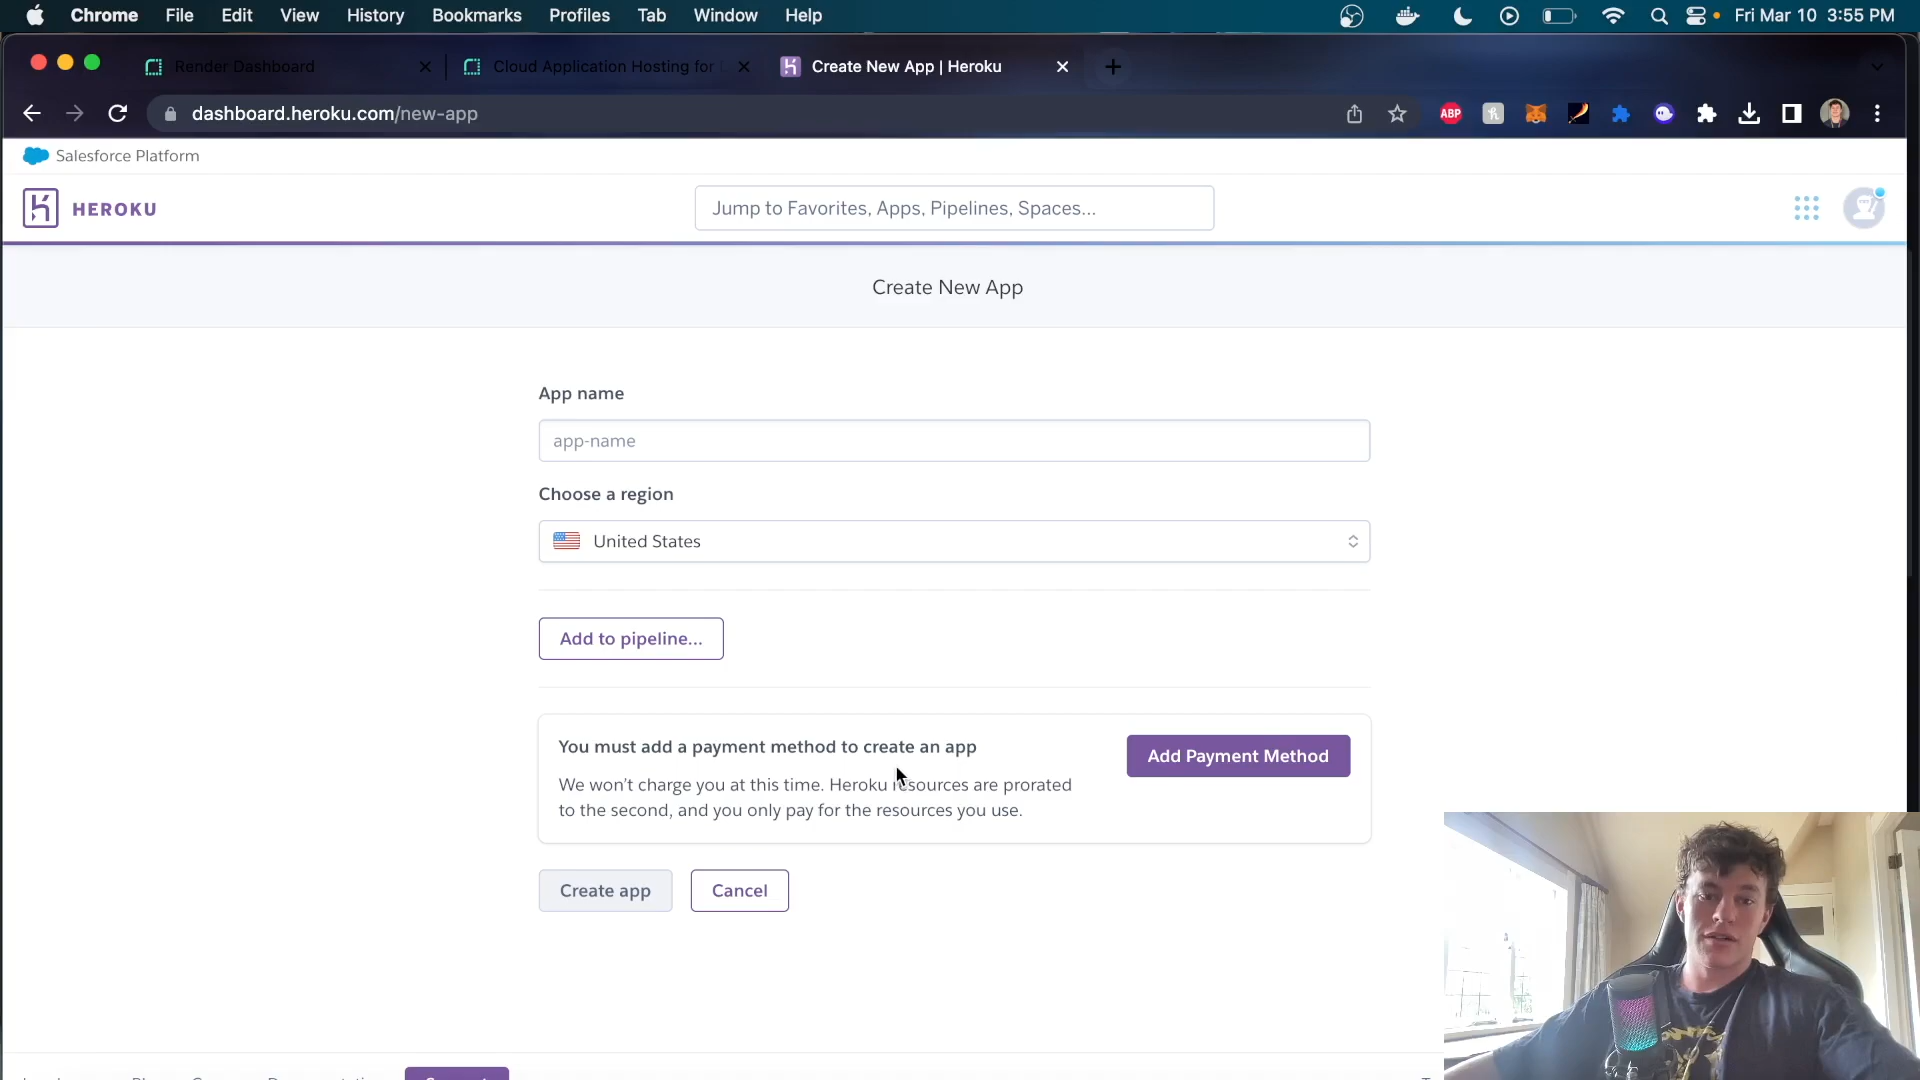 Chrome File Edit View History Bookmarks Profiles Tab Window Help Fri Mar 10 3:55 PM
Render Dashboard Cloud Application Hosting for Create New App | Heroku
dashboard.heroku.com/new-app ABP
Salesforce Platform
HEROKU
Jump to Favorites, Apps, Pipelines, Spaces...
Create New App
App name
app-name
Choose a region
United States
Add to pipeline...
You must add a payment method to create an app
Add Payment Method
We won't charge you at this time. Heroku resources are prorated
to the second, and you only pay for the resources you use.
Create app Cancel